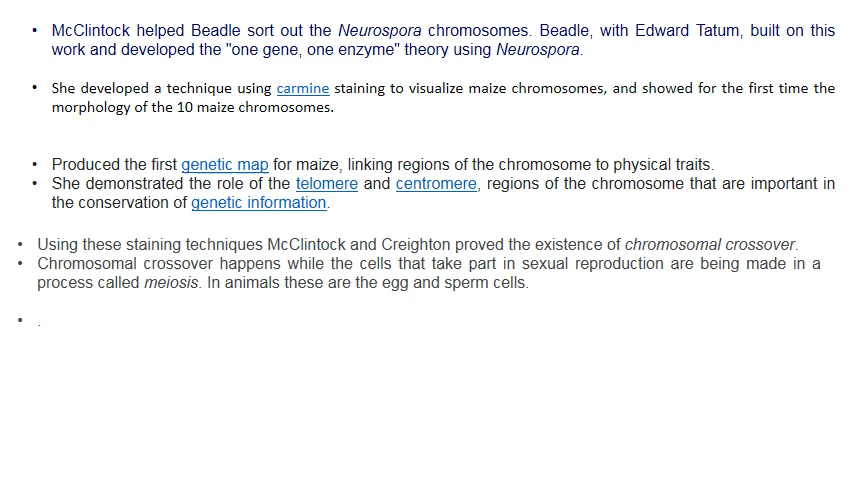 • McClintock helped Beadle sort out the Neurospora chromosomes. Beadle, with Edward Tatum, built on this
work and developed the "one gene, one enzyme" theory using Neurospora.
• She developed a technique using carmine staining to visualize maize chromosomes, and showed for the first time the
morphology of the 10 maize chromosomes.
• Produced the first genetic map for maize, linking regions of the chromosome to physical traits.
• She demonstrated the role of the telomere and centromere, regions of the chromosome that are important in
the conservation of genetic information.
• Using these staining techniques McClintock and Creighton proved the existence of chromosomal crossover.
• Chromosomal crossover happens while the cells that take part in sexual reproduction are being made in a
process called meiosis. In animals these are the egg and sperm cells.
• .